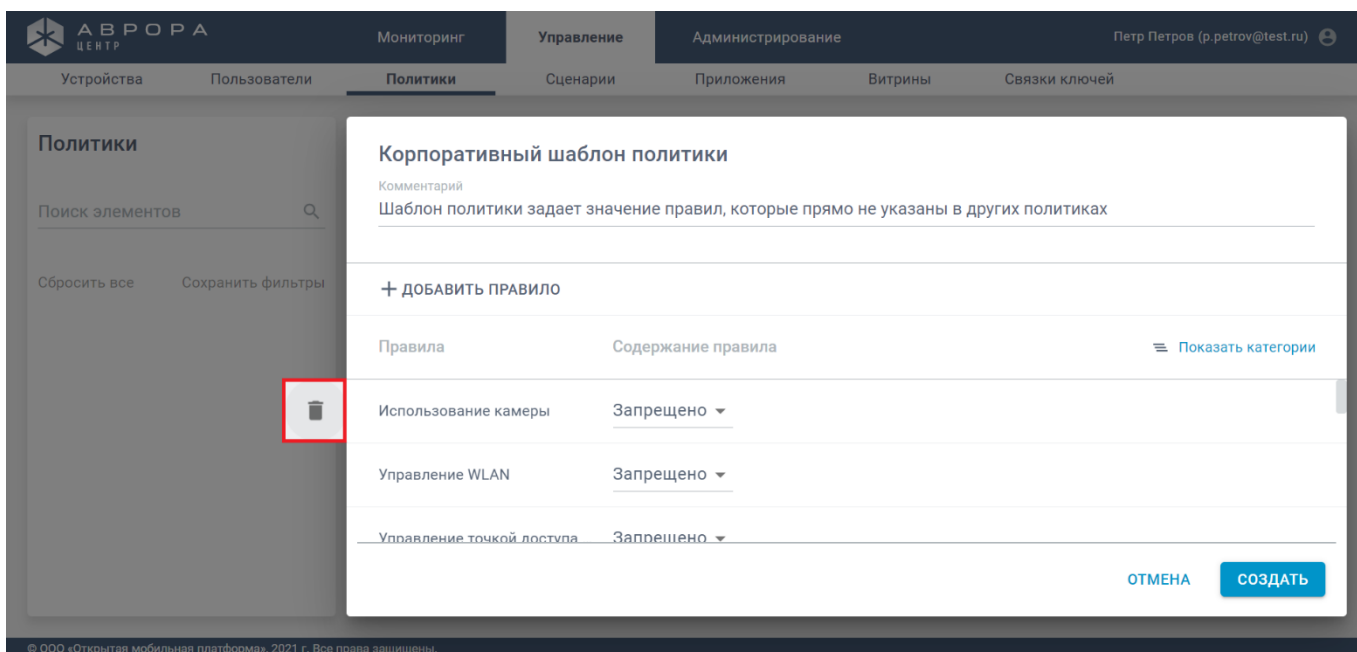 АВРОРА
ЦЕНТР
Мониторинг Управление Администрирование Петр Петров (p.petrov@test.ru)
Устройства Пользователи Политики Сценарии Приложения Витрины Связки ключей
Политики
Поиск элементов
Сбросить все Сохранить фильтры
Корпоративный шаблон политики
Комментарий
Шаблон политики задает значение правил, которые прямо не указаны в других политиках
+ ДОБАВИТЬ ПРАВИЛО
Правила Содержание правила Показать категории
Использование камеры Запрещено
Управление WLAN Запрещено
Управление точкой доступа Запрещено
ОТМЕНА СОЗДАТЬ
© ООО «Открытая мобильная платформа», 2021 г. Все права защищены.